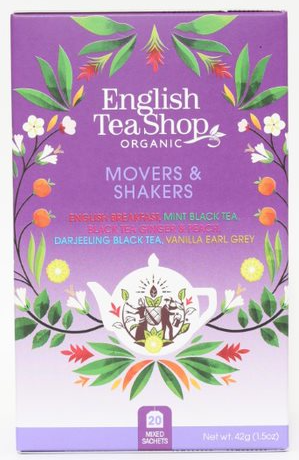 English
Tea Shop
ORGANIC
MOVERS &
SHAKERS
ENGLISH BREAKFAST, MINT BLACK TEA,
BLACK TEA, GINGER & PEACH,
DARJEELING BLACK TEA, VANILLA EARL GREY
20
MIXED
SACHETS
Net wt. 42g (1.5oz)